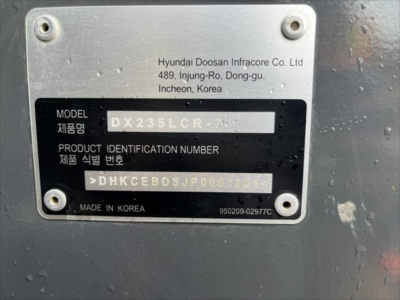 Hyundai Doosan Infracore Co. Ltd
489, Injung-Ro, Dong-gu,
Incheon, Korea
MODEL
제품명
DX235LCR-7
PRODUCT IDENTIFICATION NUMBER
제품 식별 번호
MADE IN KOREA
950209-02977C